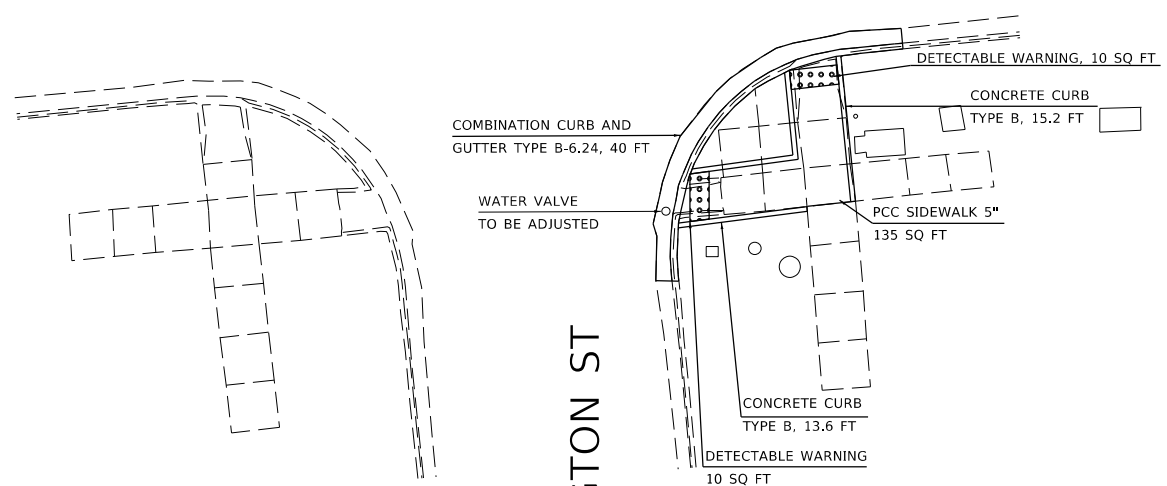 DETECTABLE WARNING, 10 SQ FT
CONCRETE CURB
TYPE B, 15.2 FT
COMBINATION CURB AND
GUTTER TYPE B-6.24, 40 FT
WATER VALVE
TO BE ADJUSTED
PCC SIDEWALK 5"
135 SQ FT
CONCRETE CURB
TYPE B, 13.6 FT
DETECTABLE WARNING
10 SQ FT
GTON ST